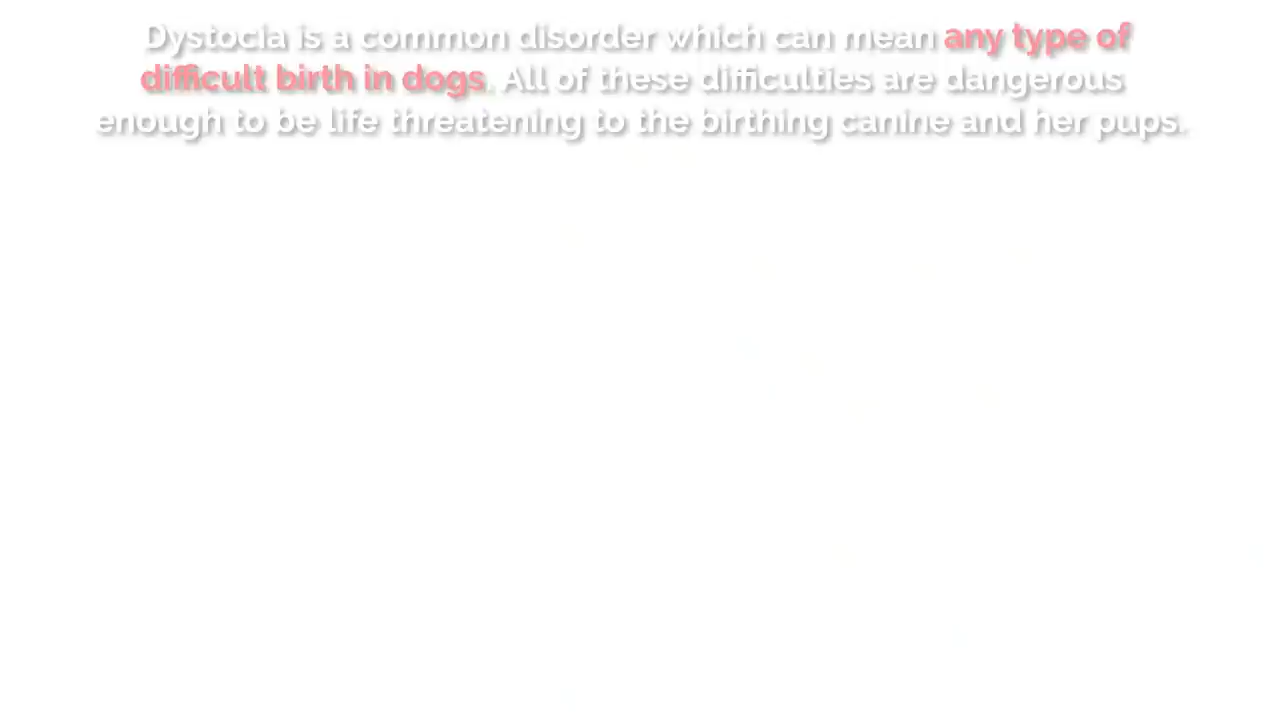 Dystocia is a common disorder which can mean any type of
difficult birth in dogs. All of these difficulties are dangerous
enough to be life threatening to the birthing canine and her pups.